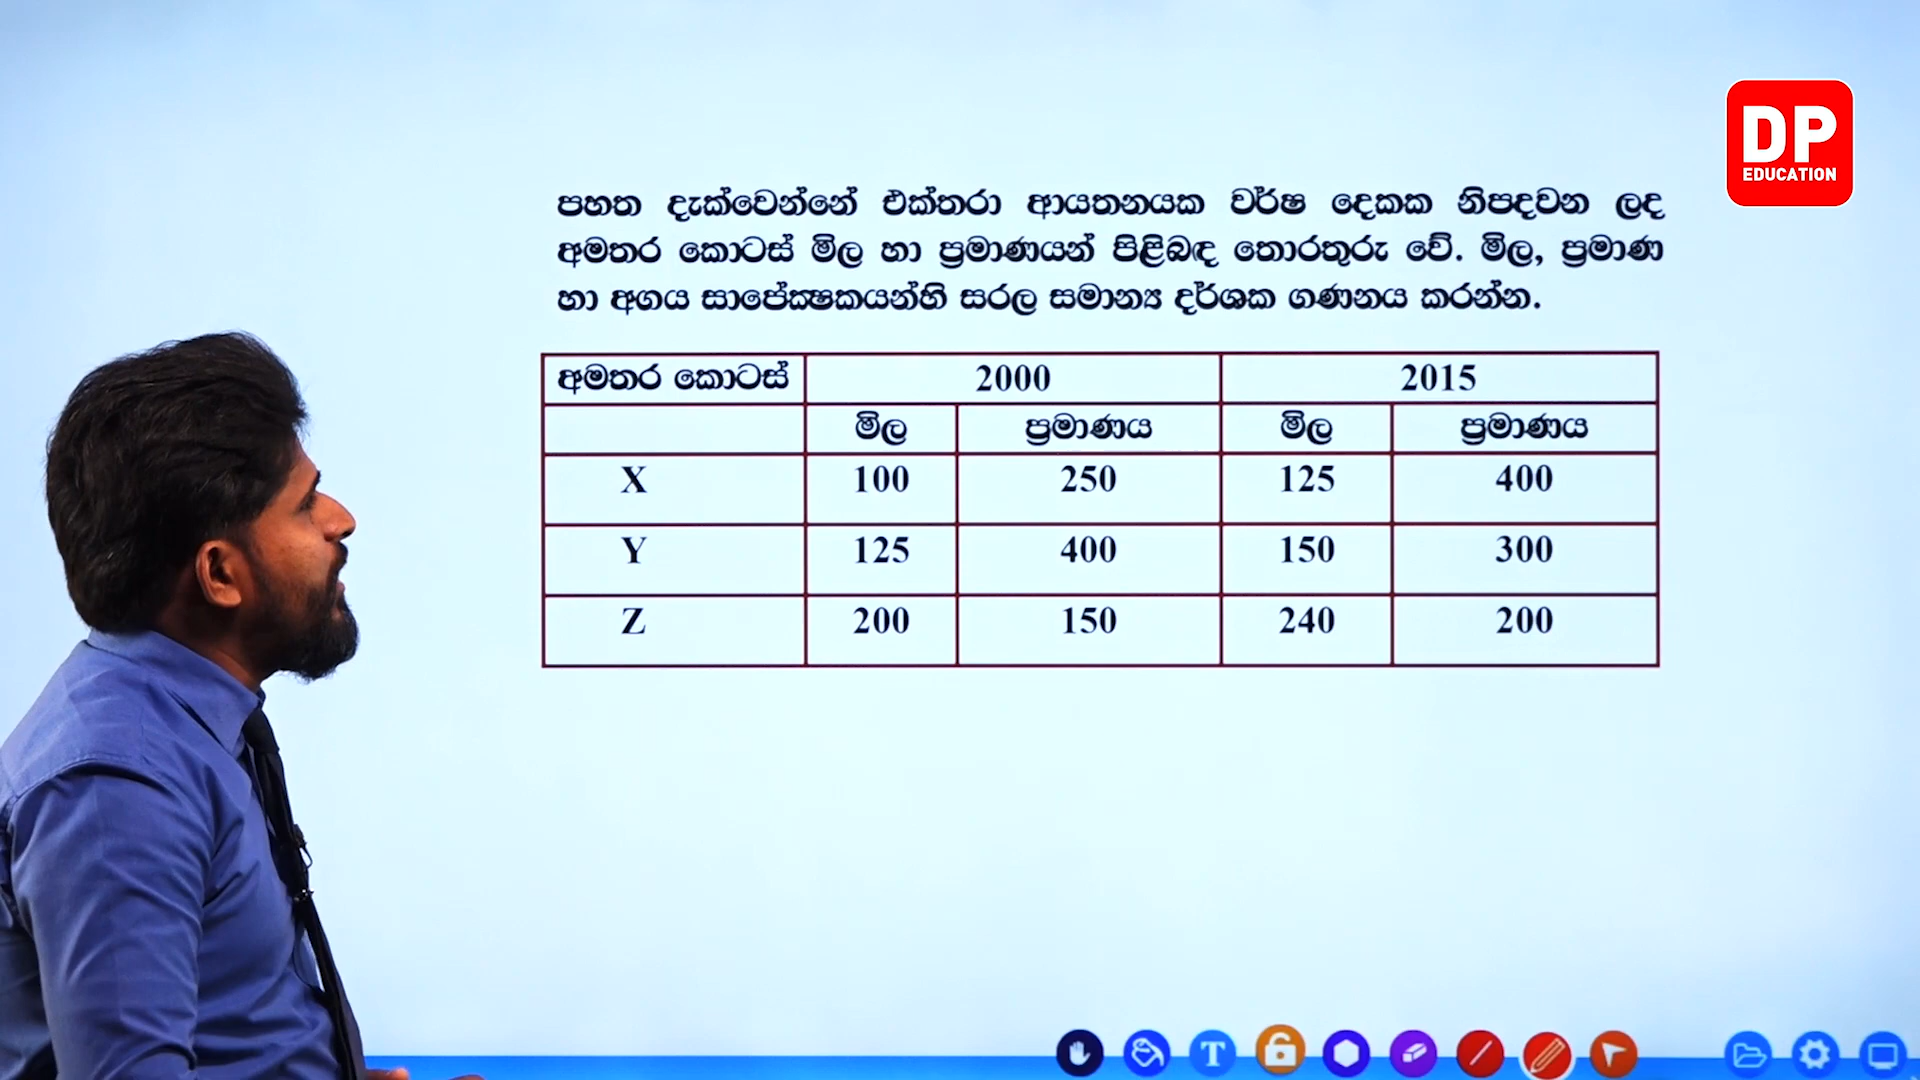 DP
EDUCATION
පහත දැක්වෙන්නේ එක්තරා ආයතනයක වර්ෂ දෙකක නිපදවන ලද
අමතර කොටස් මිල හා ප්‍රමාණයන් පිළිබඳ තොරතුරු වේ. මිල, ප්‍රමාණ
හා අගය සාපේක්ෂකයන්හි සරල සමාන්‍ය දර්ශක ගණනය කරන්න.
අමතර කොටස් 2000 2015
මිල ප්‍රමාණය මිල ප්‍රමාණය
X 100 250 125 400
Y 125 400 150 300
Z 200 150 240 200
T